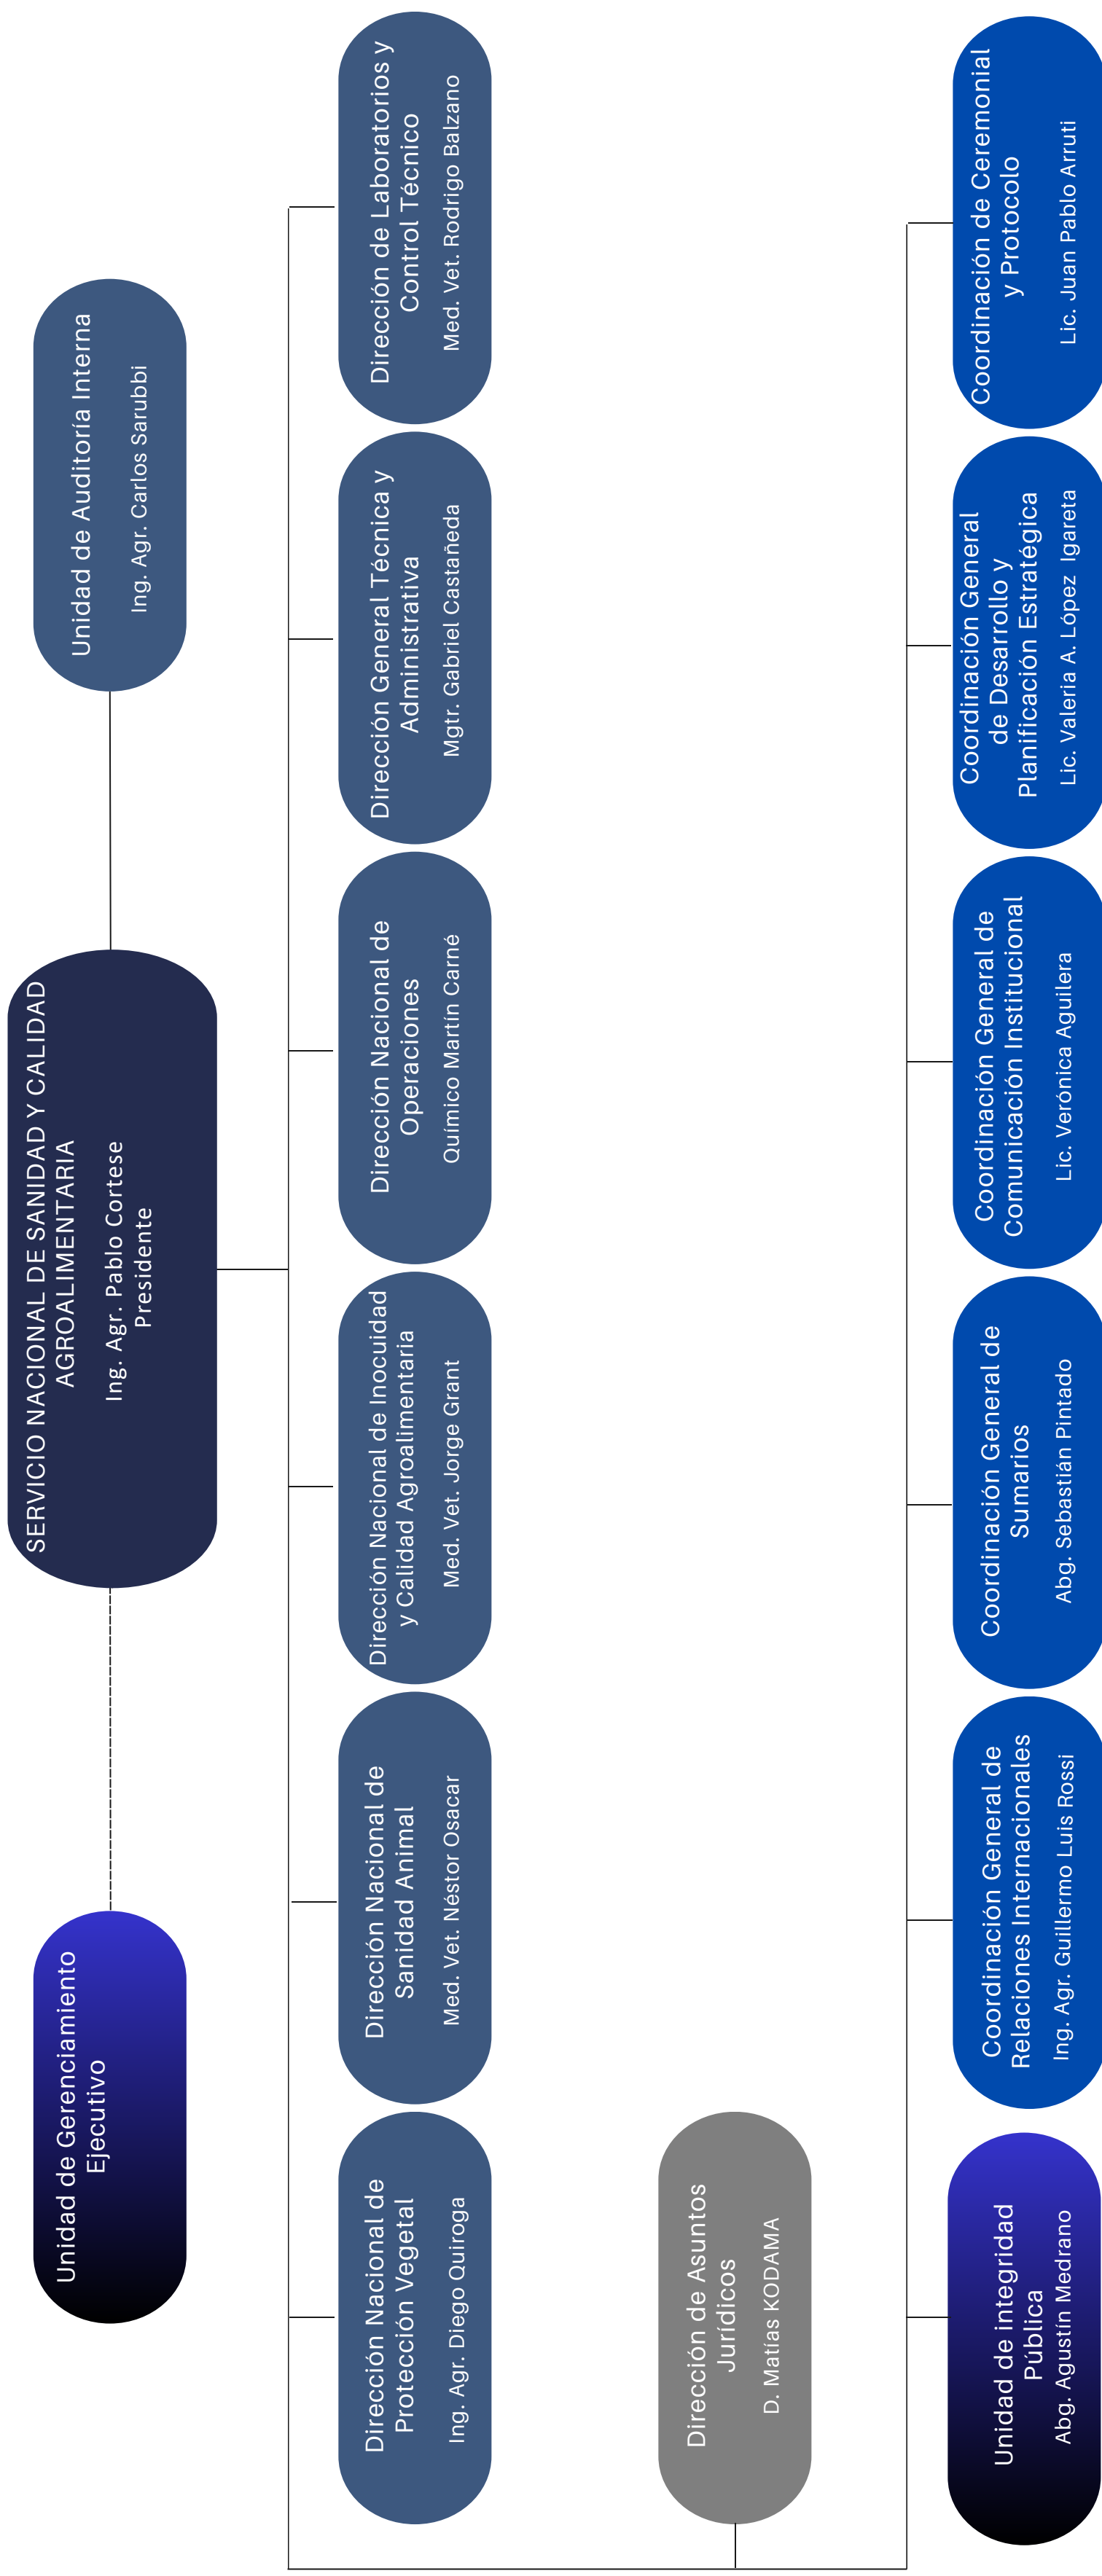 SERVICIO NACIONAL DE SANIDAD Y CALIDAD
AGROALIMENTARIA
Ing. Agr. Pablo Cortese
Presidente
Unidad de Gerenciamiento
Ejecutivo
Unidad de Auditoría Interna
Ing. Agr. Carlos Sarubbi
Dirección Nacional de
Protección Vegetal
Ing. Agr. Diego Quiroga
Dirección Nacional de
Sanidad Animal
Med. Vet. Néstor Osacar
Dirección Nacional de Inocuidad
y Calidad Agroalimentaria
Med. Vet. Jorge Grant
Dirección Nacional de
Operaciones
Químico Martín Carné
Dirección General Técnica y
Administrativa
Mgtr. Gabriel Castañeda
Dirección de Laboratorios y
Control Técnico
Med. Vet. Rodrigo Balzano
Dirección de Asuntos
Jurídicos
D. Matías KODAMA
Unidad de integridad
Pública
Abg. Agustín Medrano
Coordinación General de
Relaciones Internacionales
Ing. Agr. Guillermo Luis Rossi
Coordinación General de
Sumarios
Abg. Sebastián Pintado
Coordinación General de
Comunicación Institucional
Lic. Verónica Aguilera
Coordinación General
de Desarrollo y
Planificación Estratégica
Lic. Valeria A. López Igareta
Coordinación de Ceremonial
y Protocolo
Lic. Juan Pablo Arruti